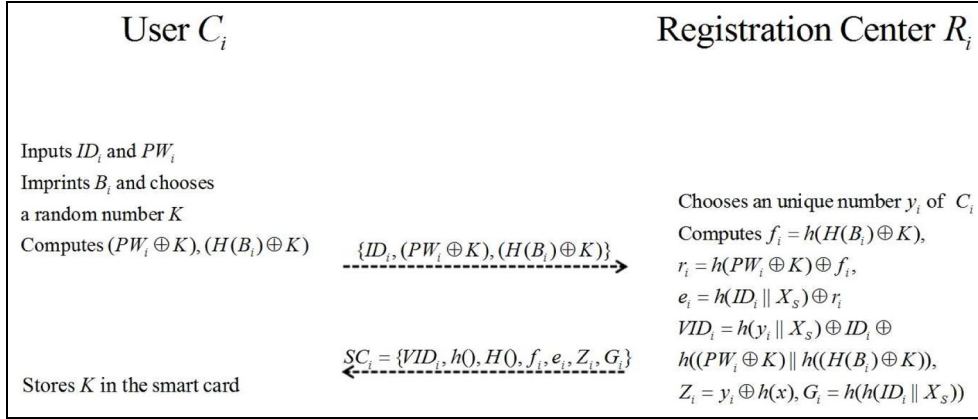 User C_i
Registration Center R_i
Inputs ID_i and PW_i
Imprints B_i and chooses
a random number K
Computes (PW_i ⊕ K), (H(B_i) ⊕ K)
{ID_i, (PW_i ⊕ K), (H(B_i) ⊕ K)}
Chooses an unique number y_i of C_i
Computes f_i = h(H(B_i) ⊕ K),
r_i = h(PW_i ⊕ K) ⊕ f_i,
e_i = h(ID_i || X_S) ⊕ r_i
VID_i = h(y_i || X_S) ⊕ ID_i ⊕
h((PW_i ⊕ K) || h((H(B_i) ⊕ K)),
Z_i = y_i ⊕ h(x), G_i = h(h(ID_i || X_S))
SC_i = {VID_i, h(), H(), f_i, e_i, Z_i, G_i}
Stores K in the smart card